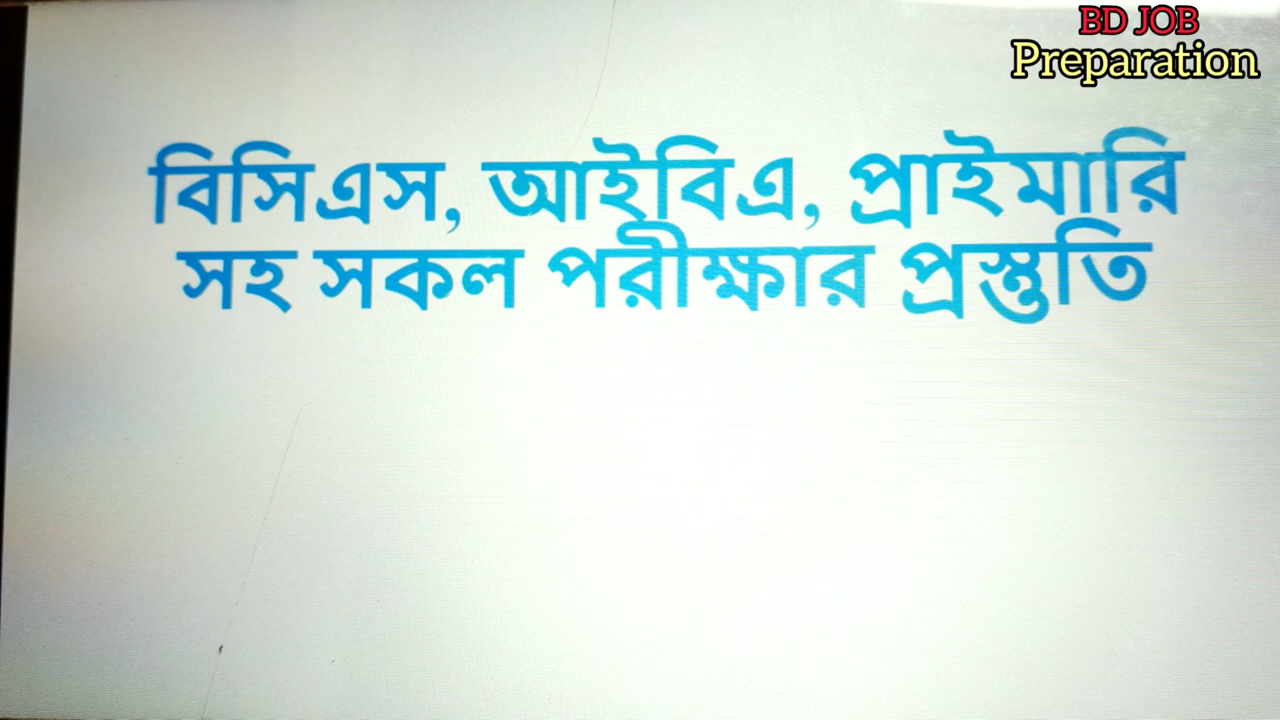 BD JOB
Preparation
বিসিএস, আইবিএ, প্রাইমারি
সহ সকল পরীক্ষার প্রস্তুতি